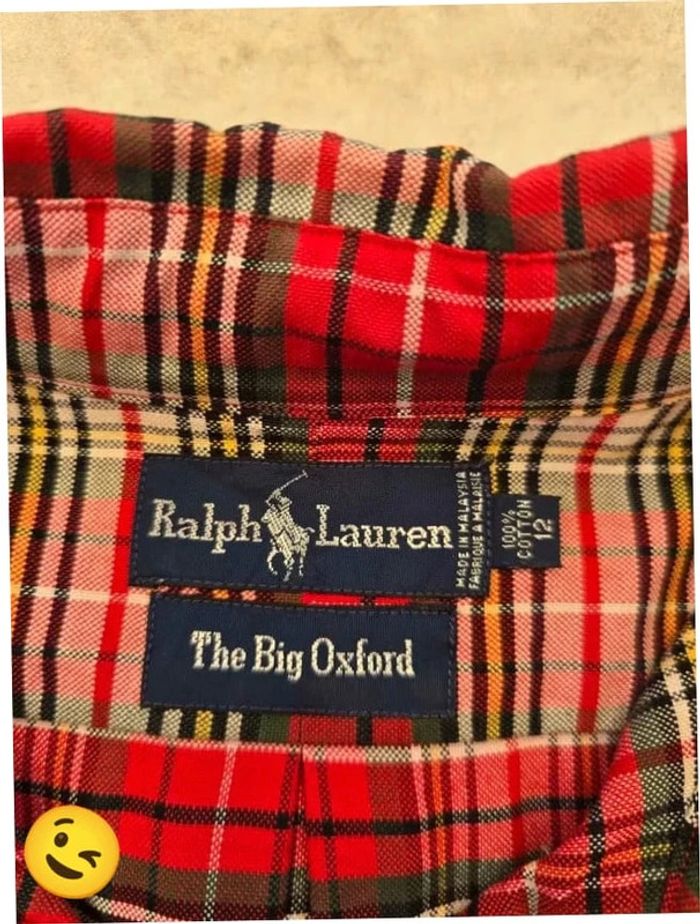 Ralph Lauren
MADE IN MALAYSIA
FABRIQUE A MALAISIE
100%
COTTON
12
The Big Oxford